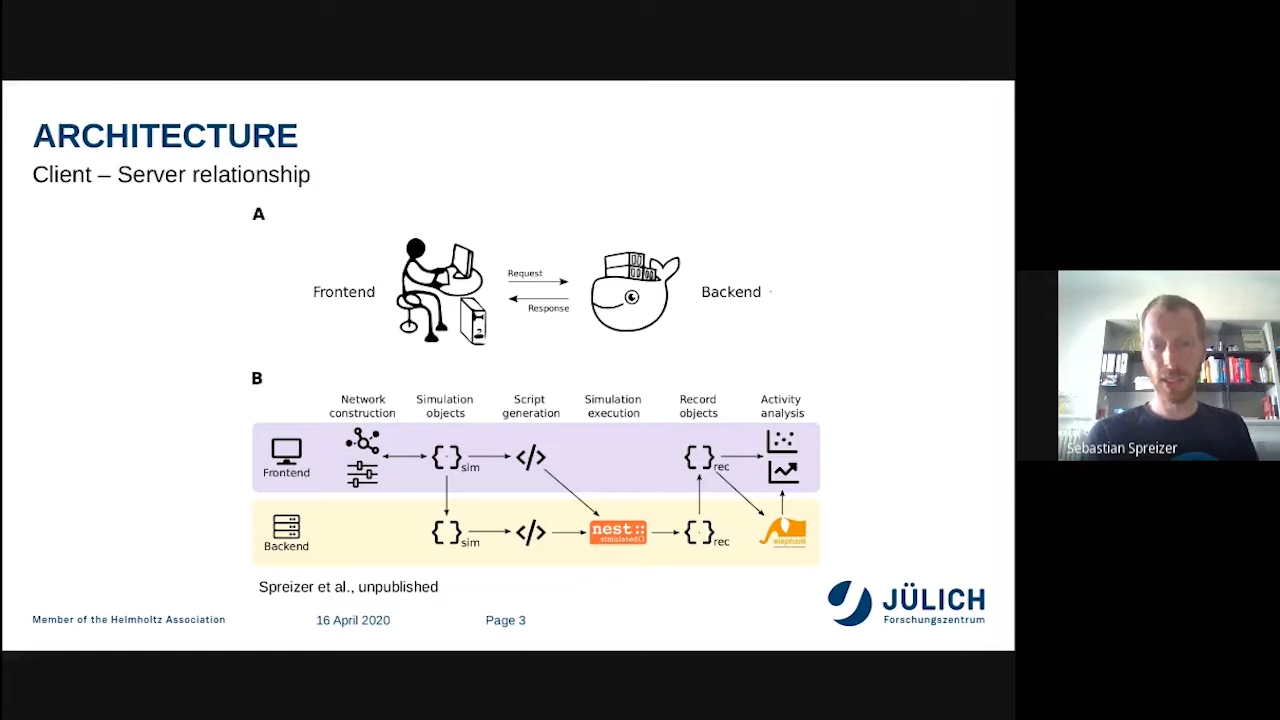 ARCHITECTURE
Client – Server relationship
A
Frontend
Request
Response
Backend
B
Network construction
Simulation objects
Script generation
Simulation execution
Record objects
Activity analysis
Frontend
{ }sim
</>
{ }rec
Backend
{ }sim
</>
nest::
simulated()
{ }rec
elephant
Spreizer et al., unpublished
Member of the Helmholtz Association
16 April 2020
Page 3
JÜLICH
Forschungszentrum
Sebastian Spreizer